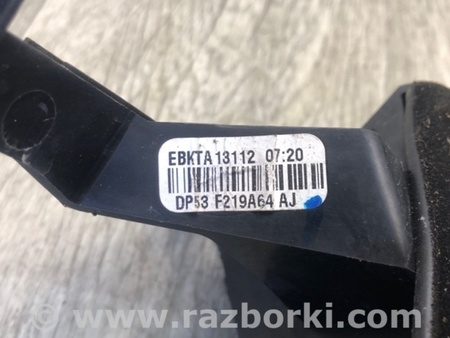 EBKTA13112 07:20
DP53 F219A64 AJ
© www.razborki.com